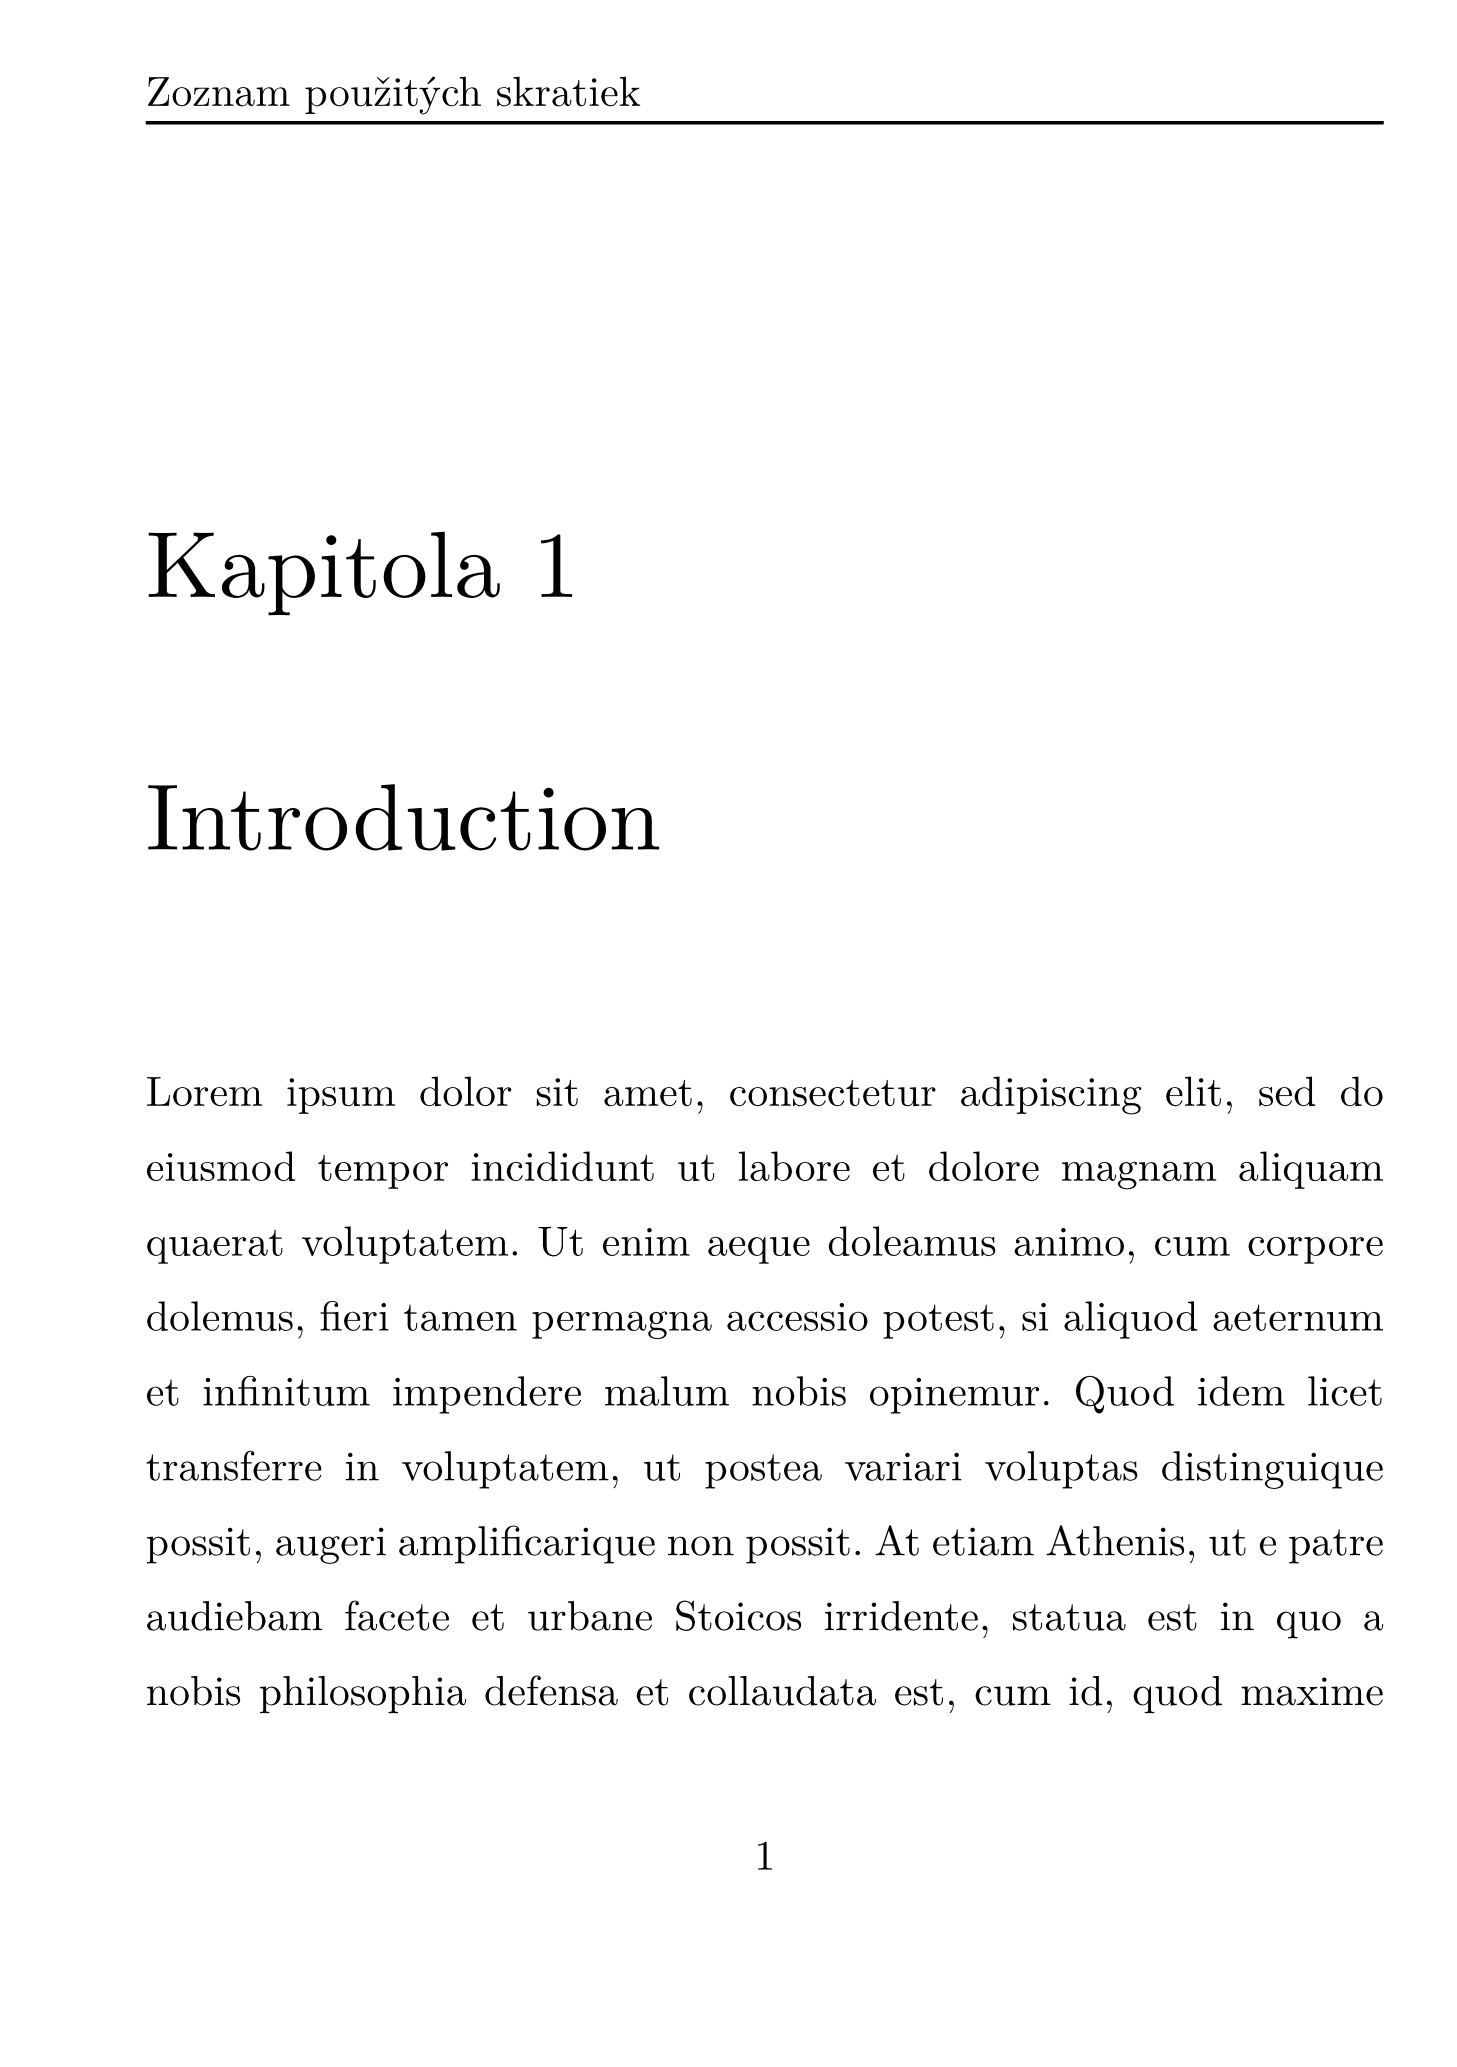 Zoznam použitých skratiek
Kapitola 1
Introduction
Lorem ipsum dolor sit amet, consectetur adipiscing elit, sed do
eiusmod tempor incididunt ut labore et dolore magnam aliquam
quaerat voluptatem. Ut enim aeque doleamus animo, cum corpore
dolemus, fieri tamen permagna accessio potest, si aliquod aeternum
et infinitum impendere malum nobis opinemur. Quod idem licet
transferre in voluptatem, ut postea variari voluptas distinguique
possit, augeri amplificarique non possit. At etiam Athenis, ut e patre
audiebam facete et urbane Stoicos irridente, statua est in quo a
nobis philosophia defensa et collaudata est, cum id, quod maxime
1